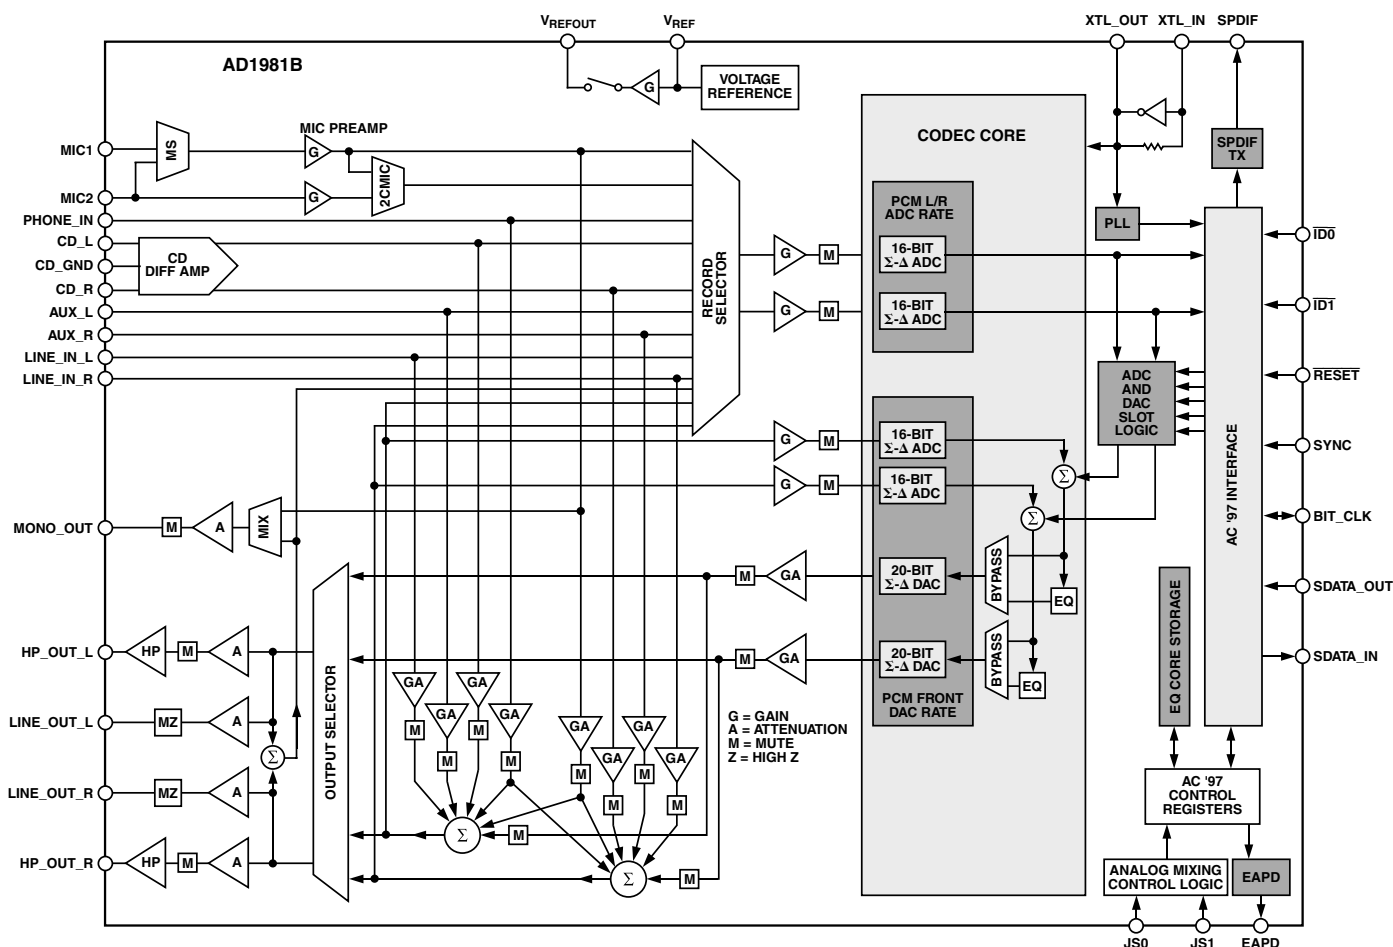 V_REFOUT
V_REF
XTL_OUT
XTL_IN
SPDIF
AD1981B
G
VOLTAGE
REFERENCE
CODEC CORE
SPDIF
TX
MIC PREAMP
MIC1
MS
G
2CMIC
MIC2
G
PHONE_IN
CD_L
CD_GND
CD
DIFF AMP
CD_R
AUX_L
AUX_R
LINE_IN_L
LINE_IN_R
RECORD
SELECTOR
G
M
G
M
PCM L/R
ADC RATE
16-BIT
Σ-Δ ADC
16-BIT
Σ-Δ ADC
PLL
ID0
ID1
RESET
SYNC
BIT_CLK
SDATA_OUT
SDATA_IN
ADC
AND
DAC
SLOT
LOGIC
AC '97 INTERFACE
G
M
16-BIT
Σ-Δ ADC
Σ
G
M
16-BIT
Σ-Δ ADC
Σ
MONO_OUT
M
A
MIX
M
GA
20-BIT
Σ-Δ DAC
BYPASS
EQ
M
GA
20-BIT
Σ-Δ DAC
BYPASS
EQ
PCM FRONT
DAC RATE
EQ CORE STORAGE
HP_OUT_L
HP
M
A
LINE_OUT_L
MZ
A
Σ
LINE_OUT_R
MZ
A
HP_OUT_R
HP
M
A
OUTPUT SELECTOR
GA
GA
GA
GA
GA
GA
GA
GA
M
M
M
M
M
M
M
M
Σ
M
Σ
M
G = GAIN
A = ATTENUATION
M = MUTE
Z = HIGH Z
AC '97
CONTROL
REGISTERS
ANALOG MIXING
CONTROL LOGIC
EAPD
JS0
JS1
EAPD